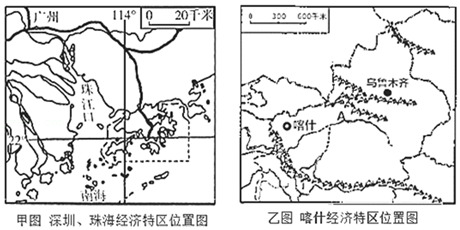 广州
114°
0 20千米
珠江口
22
南海
甲图 深圳、珠海经济特区位置图
0 300 600千米
乌鲁木齐
A
喀什
乙图 喀什经济特区位置图